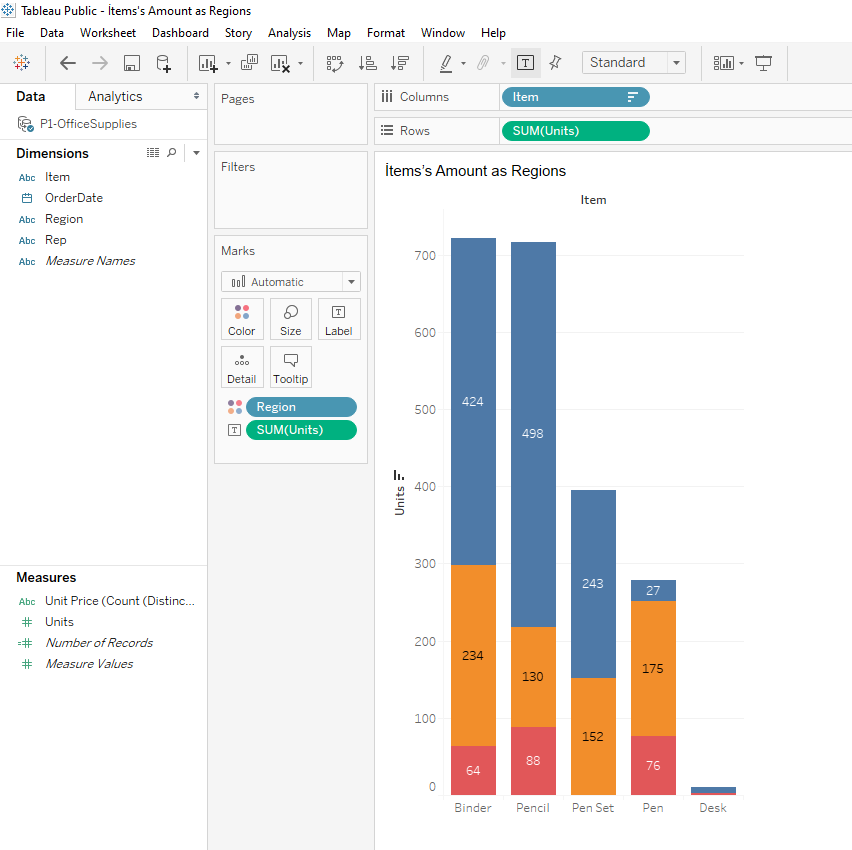 Tableau Public - İtems's Amount as Regions
File Data Worksheet Dashboard Story Analysis Map Format Window Help
T Standard
Data Analytics
P1-OfficeSupplies
Dimensions
Abc Item
OrderDate
Abc Region
Abc Rep
Abc Measure Names
Measures
Abc Unit Price (Count (Distinc...
Units
Number of Records
Measure Values
Pages
Filters
Marks
Automatic
Color Size Label
Detail Tooltip
Region
SUM(Units)
Columns Item
Rows SUM(Units)
İtems's Amount as Regions
Item
Units
700
600
500
400
300
200
100
0
424
234
64
498
130
88
243
152
27
175
76
Binder Pencil Pen Set Pen Desk